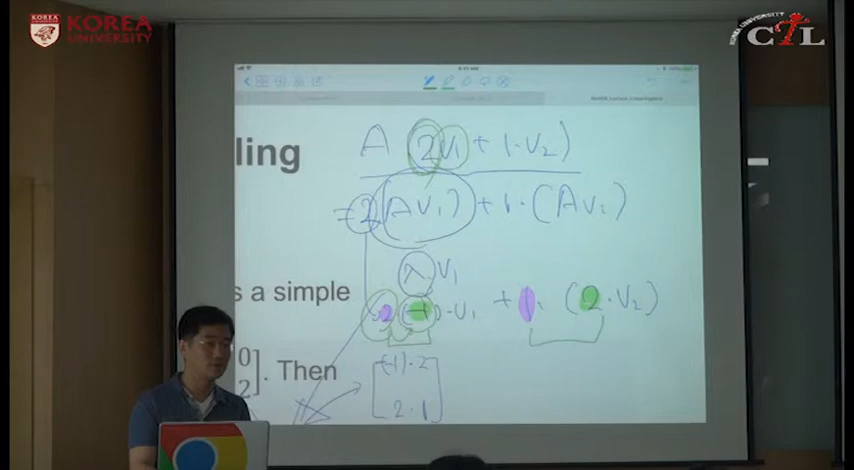 KOREA
UNIVERSITY
KOREA UNIVERSITY
CTL
ling
A (2v₁ + 1·v₂)
= 2(Av₁) + 1·(Av₂)
λ v₁
s a simple
2 (-1)·v₁ + 1·(2·v₂)
0
2]. Then
[(-1)·2
2·1]